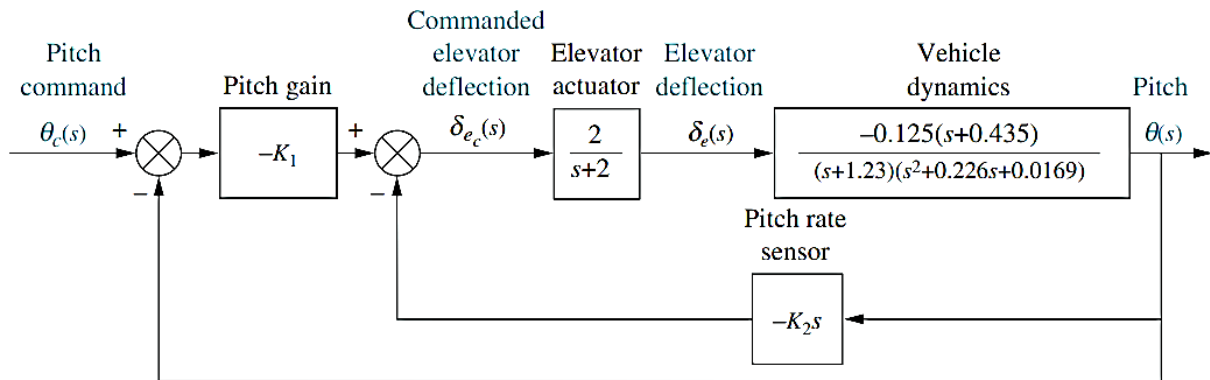 Pitch
command
θc(s)
+
−
Pitch gain
−K1
+
−
Commanded
elevator
deflection
δec(s)
Elevator
actuator
2
s+2
Elevator
deflection
δe(s)
Vehicle
dynamics
−0.125(s+0.435)
(s+1.23)(s²+0.226s+0.0169)
Pitch
θ(s)
Pitch rate
sensor
−K2s